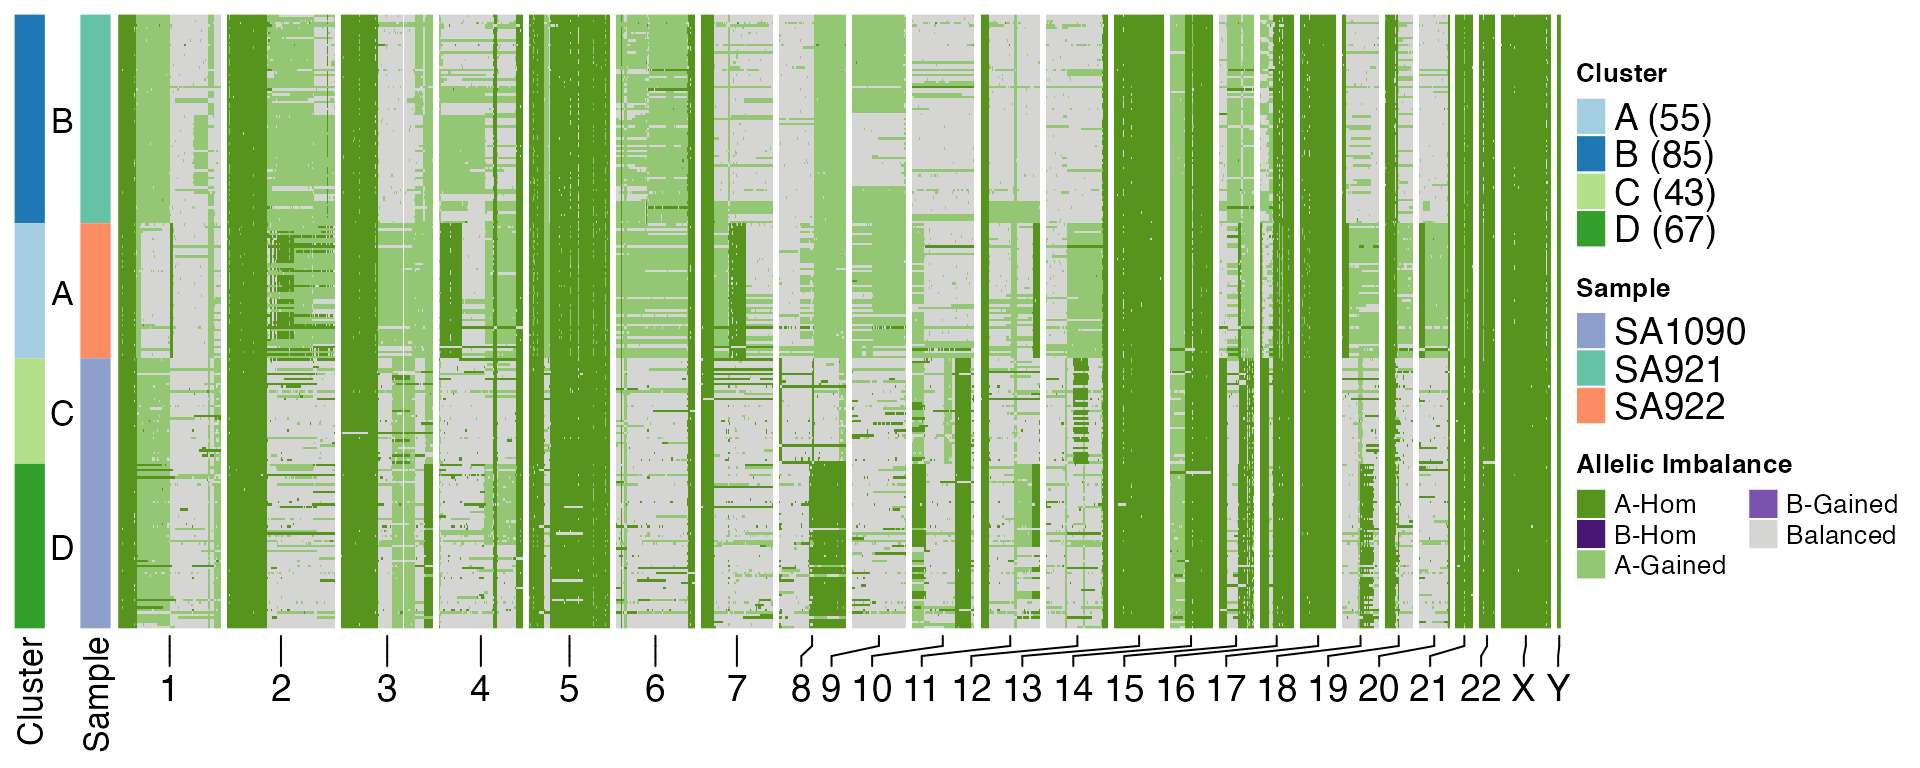 B
A
C
D
Cluster
Sample
1 2 3 4 5 6 7 8 9 10 11 12 13 14 15 16 17 18 19 20 21 22 X Y
Cluster
A (55)
B (85)
C (43)
D (67)
Sample
SA1090
SA921
SA922
Allelic Imbalance
A-Hom B-Gained
B-Hom Balanced
A-Gained